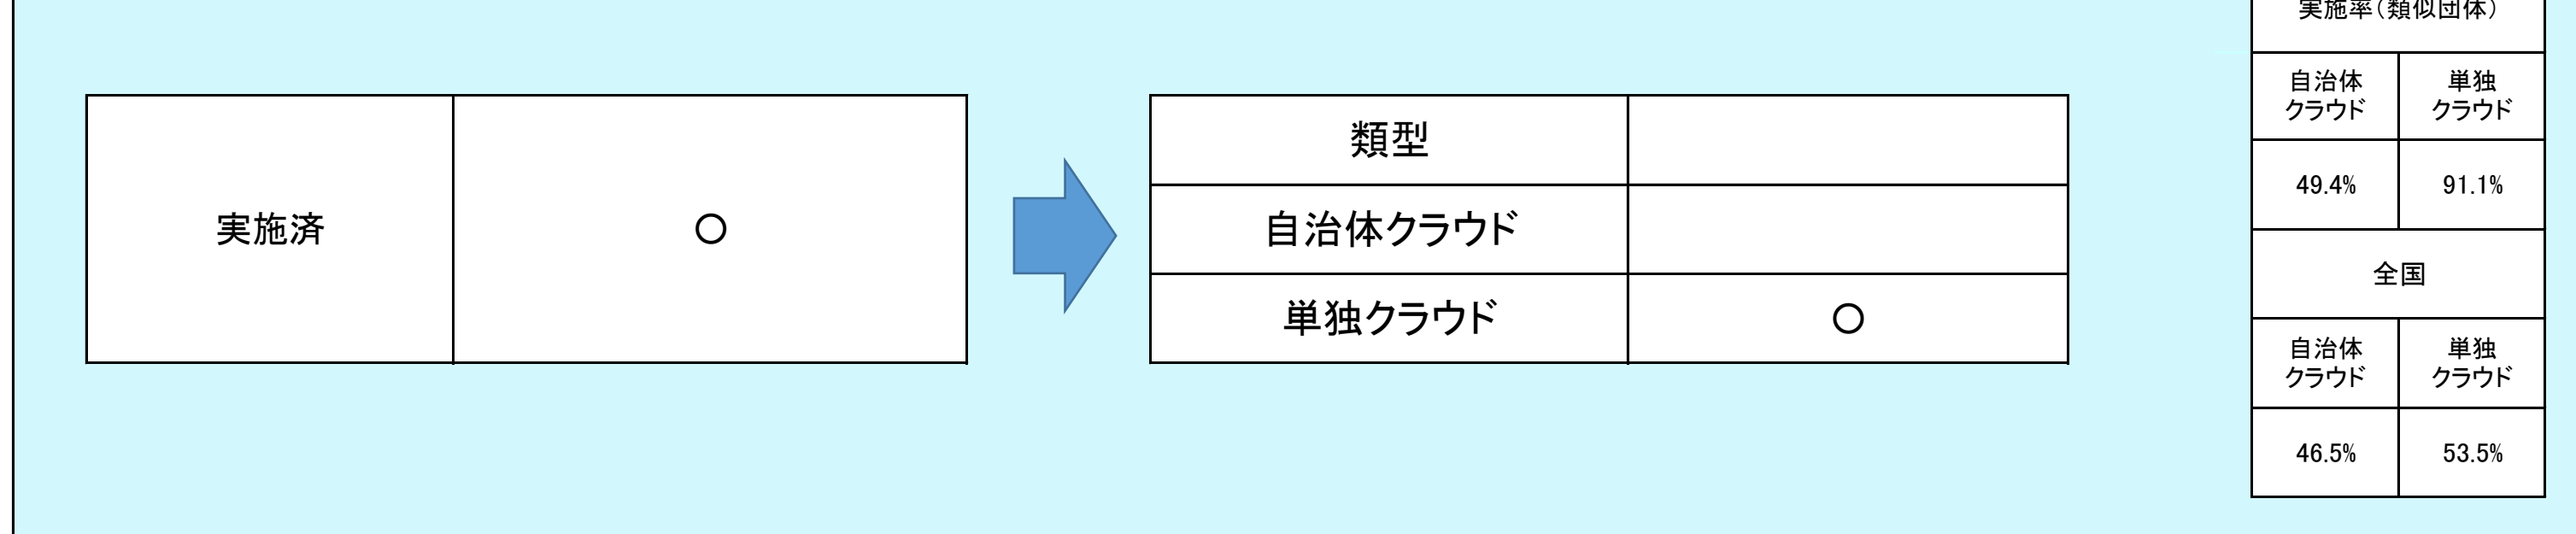 実施済 ○
類型
自治体クラウド
単独クラウド ○
実施率(類似団体)
自治体 単独
クラウド クラウド
49.4% 91.1%
全国
自治体 単独
クラウド クラウド
46.5% 53.5%